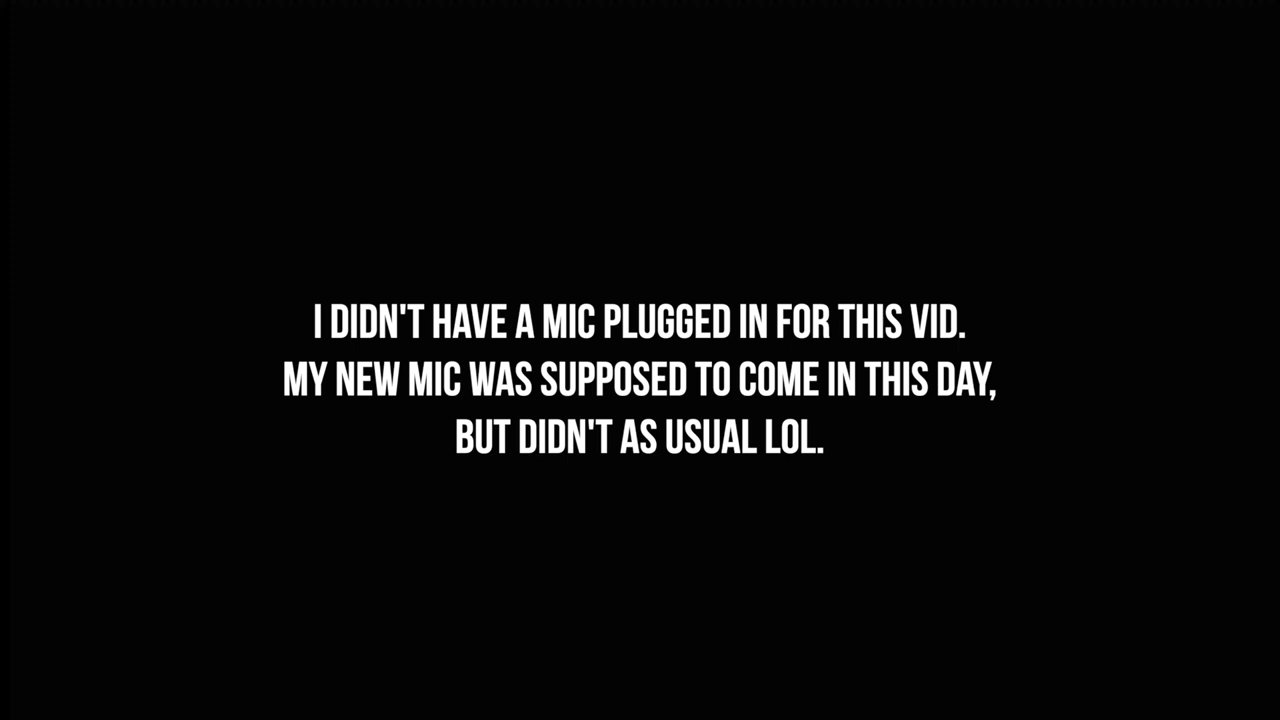 I DIDN'T HAVE A MIC PLUGGED IN FOR THIS VID.
MY NEW MIC WAS SUPPOSED TO COME IN THIS DAY,
BUT DIDN'T AS USUAL LOL.